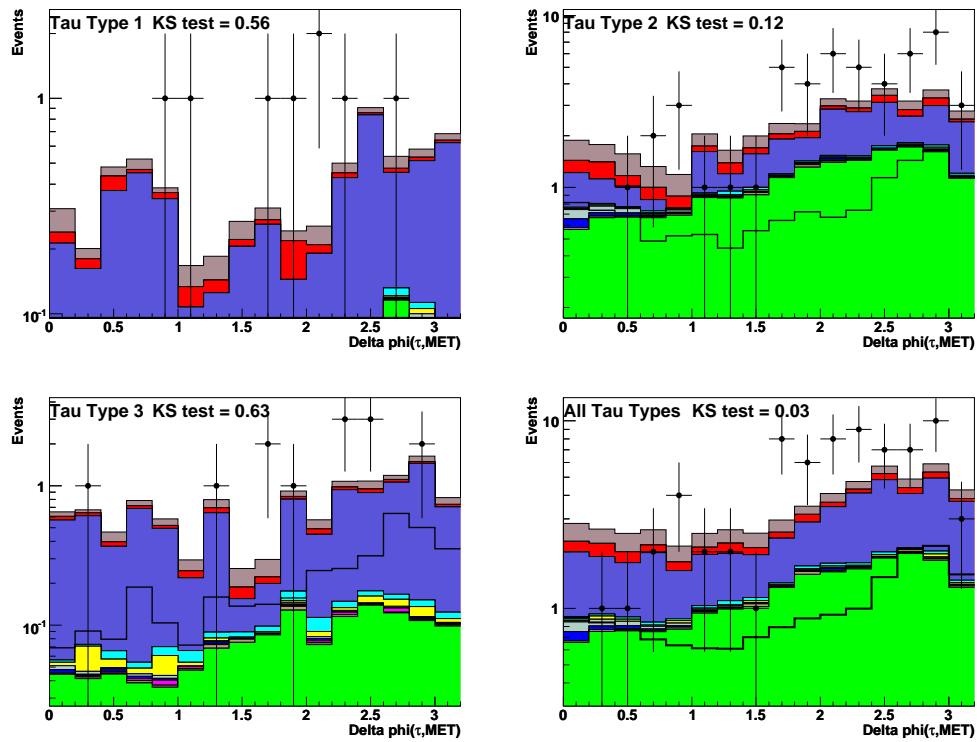 Tau Type 1 KS test = 0.56
Events
1
10-1
0 0.5 1 1.5 2 2.5 3
Delta phi(τ,MET)
Tau Type 2 KS test = 0.12
Events
10
1
0 0.5 1 1.5 2 2.5 3
Delta phi(τ,MET)
Tau Type 3 KS test = 0.63
Events
1
10-1
0 0.5 1 1.5 2 2.5 3
Delta phi(τ,MET)
All Tau Types KS test = 0.03
Events
10
1
0 0.5 1 1.5 2 2.5 3
Delta phi(τ,MET)